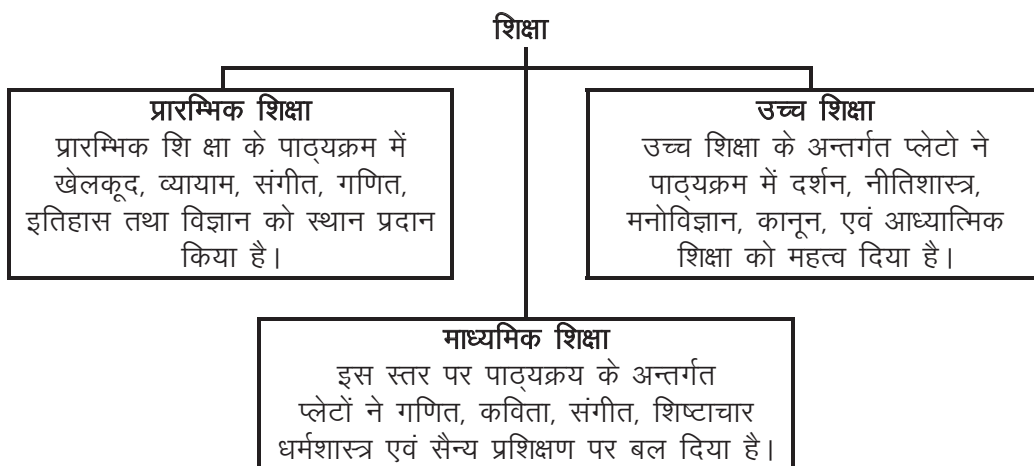 शिक्षा
प्रारम्भिक शिक्षा
प्रारम्भिक शि क्षा के पाठ्यक्रम में
खेलकूद, व्यायाम, संगीत, गणित,
इतिहास तथा विज्ञान को स्थान प्रदान
किया है।
उच्च शिक्षा
उच्च शिक्षा के अन्तर्गत प्लेटो ने
पाठ्यक्रम में दर्शन, नीतिशास्त्र,
मनोविज्ञान, कानून, एवं आध्यात्मिक
शिक्षा को महत्व दिया है।
माध्यमिक शिक्षा
इस स्तर पर पाठ्यक्रय के अन्तर्गत
प्लेटों ने गणित, कविता, संगीत, शिष्टाचार
धर्मशास्त्र एवं सैन्य प्रशिक्षण पर बल दिया है।